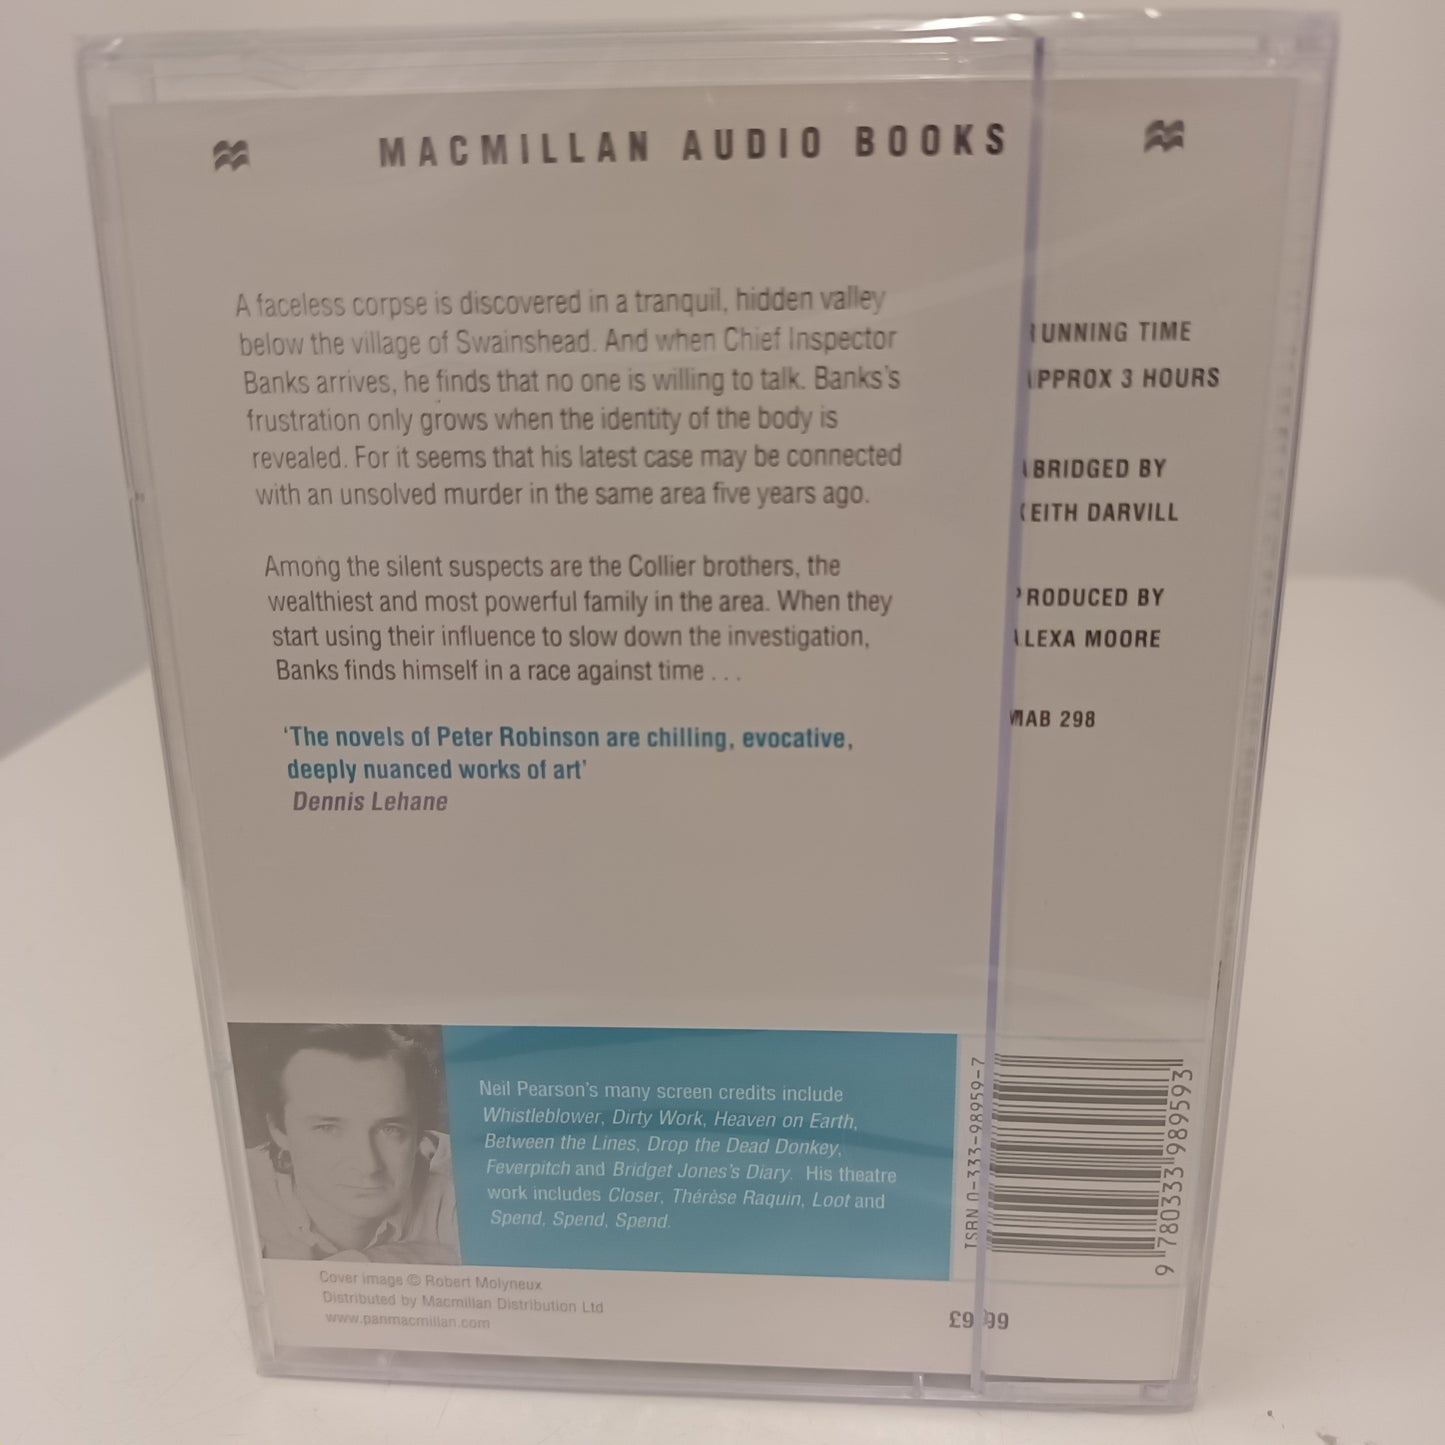 MACMILLAN AUDIO BOOKS
A faceless corpse is discovered in a tranquil, hidden valley
below the village of Swainshead. And when Chief Inspector
Banks arrives, he finds that no one is willing to talk. Banks's
frustration only grows when the identity of the body is
revealed. For it seems that his latest case may be connected
with an unsolved murder in the same area five years ago.
Among the silent suspects are the Collier brothers, the
wealthiest and most powerful family in the area. When they
start using their influence to slow down the investigation,
Banks finds himself in a race against time . . .
'The novels of Peter Robinson are chilling, evocative,
deeply nuanced works of art'
Dennis Lehane
RUNNING TIME
APPROX 3 HOURS
ABRIDGED BY
KEITH DARVILL
PRODUCED BY
ALEXA MOORE
MAB 298
Neil Pearson's many screen credits include
Whistleblower, Dirty Work, Heaven on Earth,
Between the Lines, Drop the Dead Donkey,
Feverpitch and Bridget Jones's Diary. His theatre
work includes Closer, Thérèse Raquin, Loot and
Spend, Spend, Spend.
ISBN 0-333-98959-7
9 780333 989593
Cover image © Robert Molyneux
Distributed by Macmillan Distribution Ltd
www.panmacmillan.com
£9.99